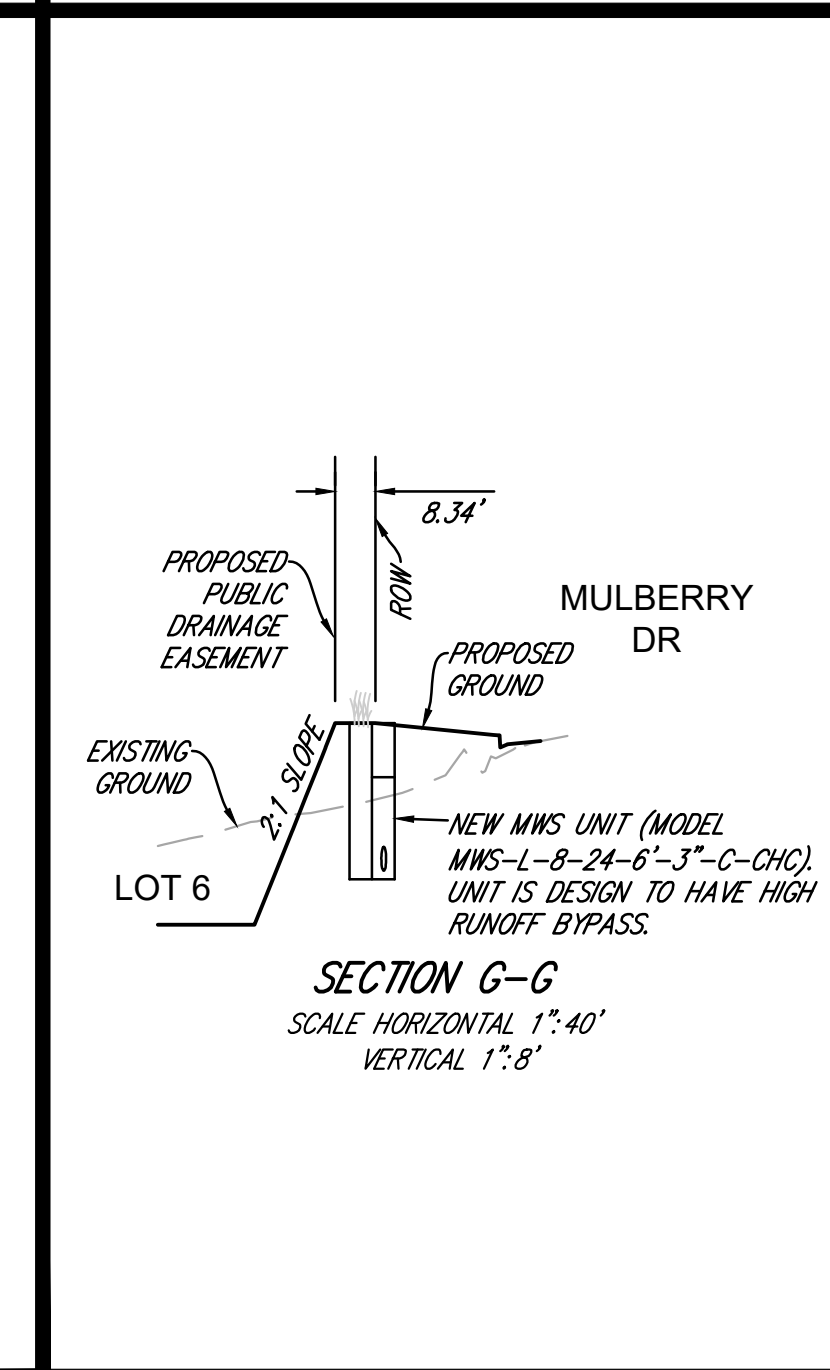 8.34'
PROPOSED
PUBLIC
DRAINAGE
EASEMENT
ROW
MULBERRY
DR
PROPOSED
GROUND
EXISTING
GROUND
2:1 SLOPE
LOT 6
NEW MWS UNIT (MODEL
MWS-L-8-24-6'-3"-C-CHC).
UNIT IS DESIGN TO HAVE HIGH
RUNOFF BYPASS.
SECTION G-G
SCALE HORIZONTAL 1":40'
VERTICAL 1":8'